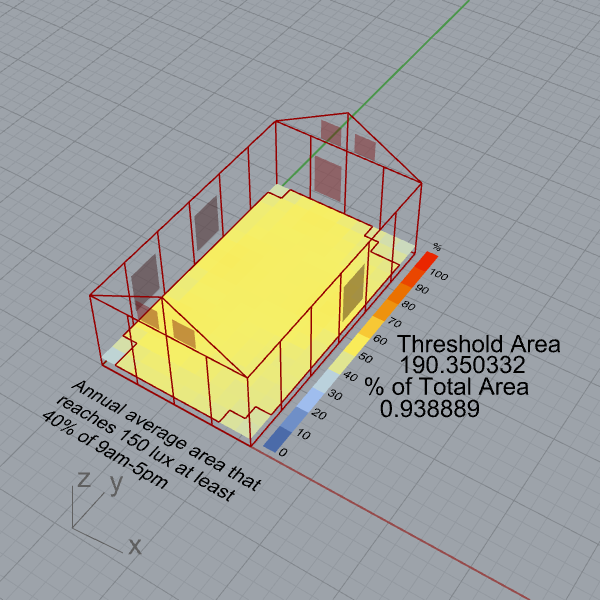 %
100
90
80
70
60
50
40
30
20
10
0
Threshold Area
190.350332
% of Total Area
0.938889
Annual average area that
reaches 150 lux at least
40% of 9am-5pm
z
y
x